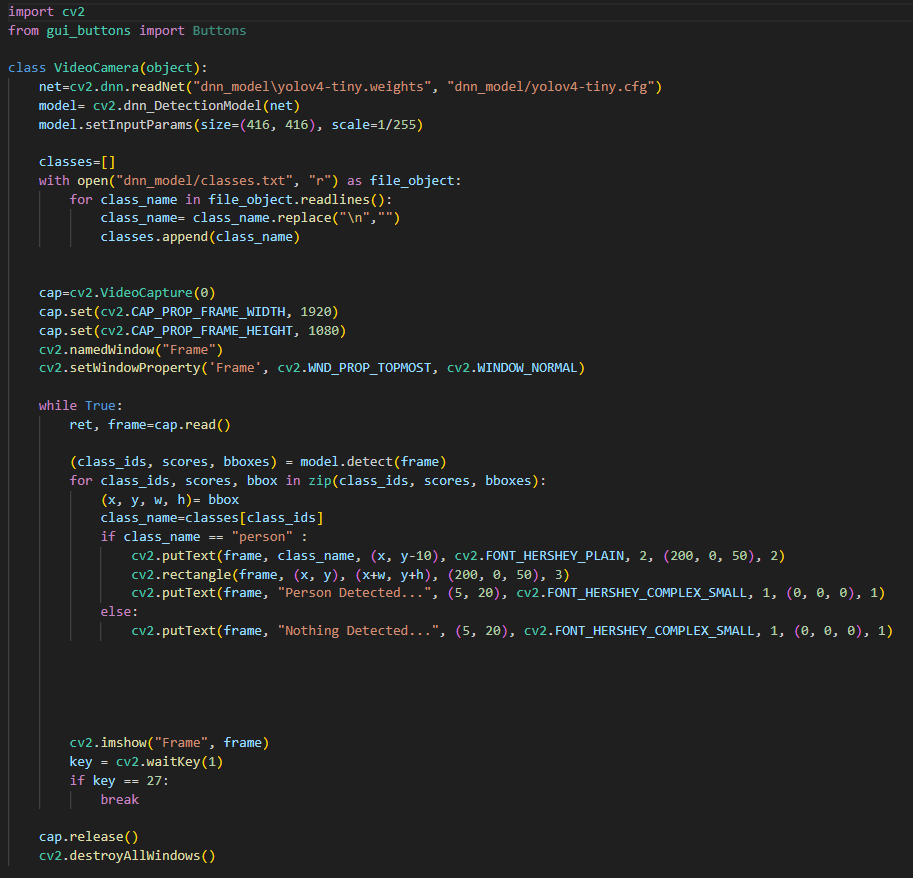 import cv2
from gui_buttons import Buttons
class VideoCamera(object):
net=cv2.dnn.readNet("dnn_model\yolov4-tiny.weights", "dnn_model/yolov4-tiny.cfg")
model= cv2.dnn_DetectionModel(net)
model.setInputParams(size=(416, 416), scale=1/255)
classes=[]
with open("dnn_model/classes.txt", "r") as file_object:
for class_name in file_object.readlines():
class_name= class_name.replace("\n","")
classes.append(class_name)
cap=cv2.VideoCapture(0)
cap.set(cv2.CAP_PROP_FRAME_WIDTH, 1920)
cap.set(cv2.CAP_PROP_FRAME_HEIGHT, 1080)
cv2.namedWindow("Frame")
cv2.setWindowProperty('Frame', cv2.WND_PROP_TOPMOST, cv2.WINDOW_NORMAL)
while True:
ret, frame=cap.read()
(class_ids, scores, bboxes) = model.detect(frame)
for class_ids, scores, bbox in zip(class_ids, scores, bboxes):
(x, y, w, h)= bbox
class_name=classes[class_ids]
if class_name == "person" :
cv2.putText(frame, class_name, (x, y-10), cv2.FONT_HERSHEY_PLAIN, 2, (200, 0, 50), 2)
cv2.rectangle(frame, (x, y), (x+w, y+h), (200, 0, 50), 3)
cv2.putText(frame, "Person Detected...", (5, 20), cv2.FONT_HERSHEY_COMPLEX_SMALL, 1, (0, 0, 0), 1)
else:
cv2.putText(frame, "Nothing Detected...", (5, 20), cv2.FONT_HERSHEY_COMPLEX_SMALL, 1, (0, 0, 0), 1)
cv2.imshow("Frame", frame)
key = cv2.waitKey(1)
if key == 27:
break
cap.release()
cv2.destroyAllWindows()